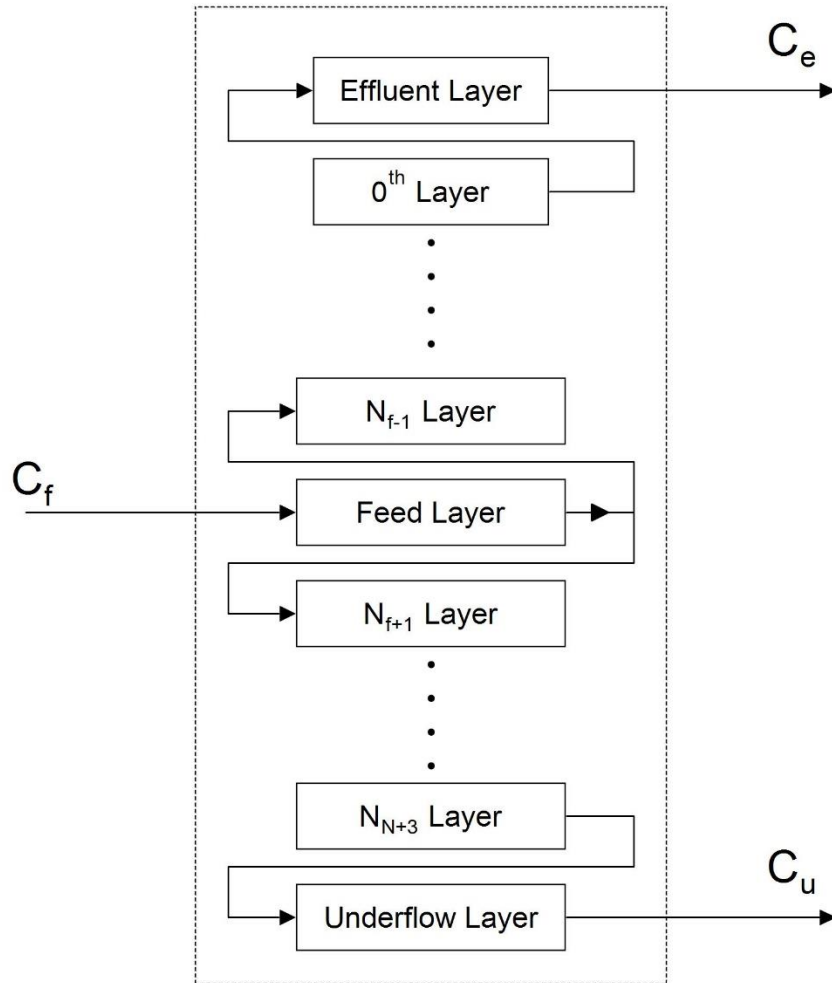 C_e
Effluent Layer
0^th Layer
N_f-1 Layer
C_f
Feed Layer
N_f+1 Layer
N_N+3 Layer
C_u
Underflow Layer